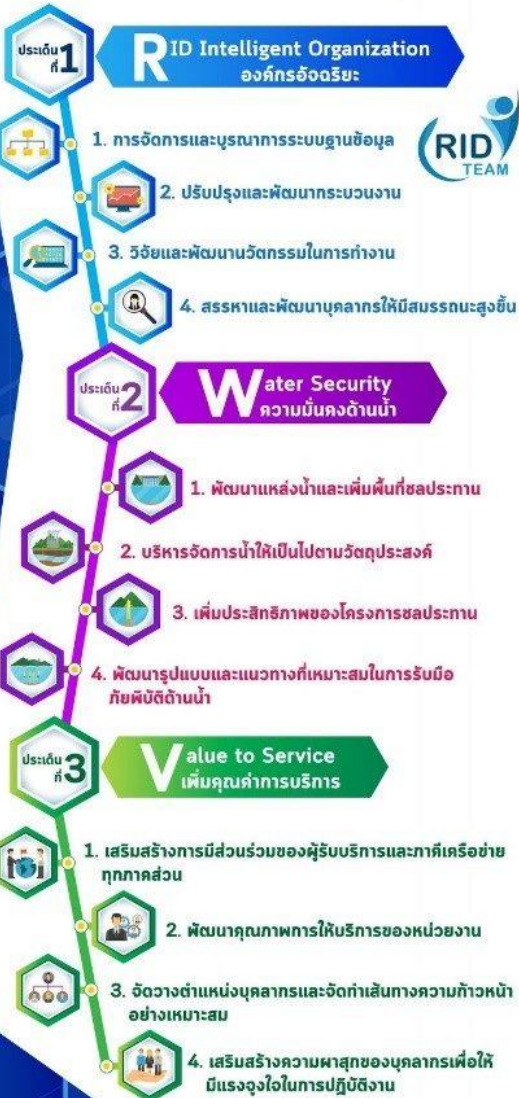 ประเด็นที่ 1
RID Intelligent Organization
องค์กรอัจฉริยะ
RID
TEAM
1. การจัดการและบูรณาการระบบฐานข้อมูล
2. ปรับปรุงและพัฒนากระบวนงาน
3. วิจัยและพัฒนานวัตกรรมในการทำงาน
4. สรรหาและพัฒนาบุคลากรให้มีสมรรถนะสูงขึ้น
ประเด็นที่ 2
Water Security
ความมั่นคงด้านน้ำ
1. พัฒนาแหล่งน้ำและเพิ่มพื้นที่ชลประทาน
2. บริหารจัดการน้ำให้เป็นไปตามวัตถุประสงค์
3. เพิ่มประสิทธิภาพของโครงการชลประทาน
4. พัฒนารูปแบบและแนวทางที่เหมาะสมในการรับมือ
ภัยพิบัติด้านน้ำ
ประเด็นที่ 3
Value to Service
เพิ่มคุณค่าการบริการ
1. เสริมสร้างการมีส่วนร่วมของผู้รับบริการและภาคีเครือข่าย
ทุกภาคส่วน
2. พัฒนาคุณภาพการให้บริการของหน่วยงาน
3. จัดวางตำแหน่งบุคลากรและจัดทำเส้นทางความก้าวหน้า
อย่างเหมาะสม
4. เสริมสร้างความผาสุกของบุคลากรเพื่อให้
มีแรงจูงใจในการปฏิบัติงาน